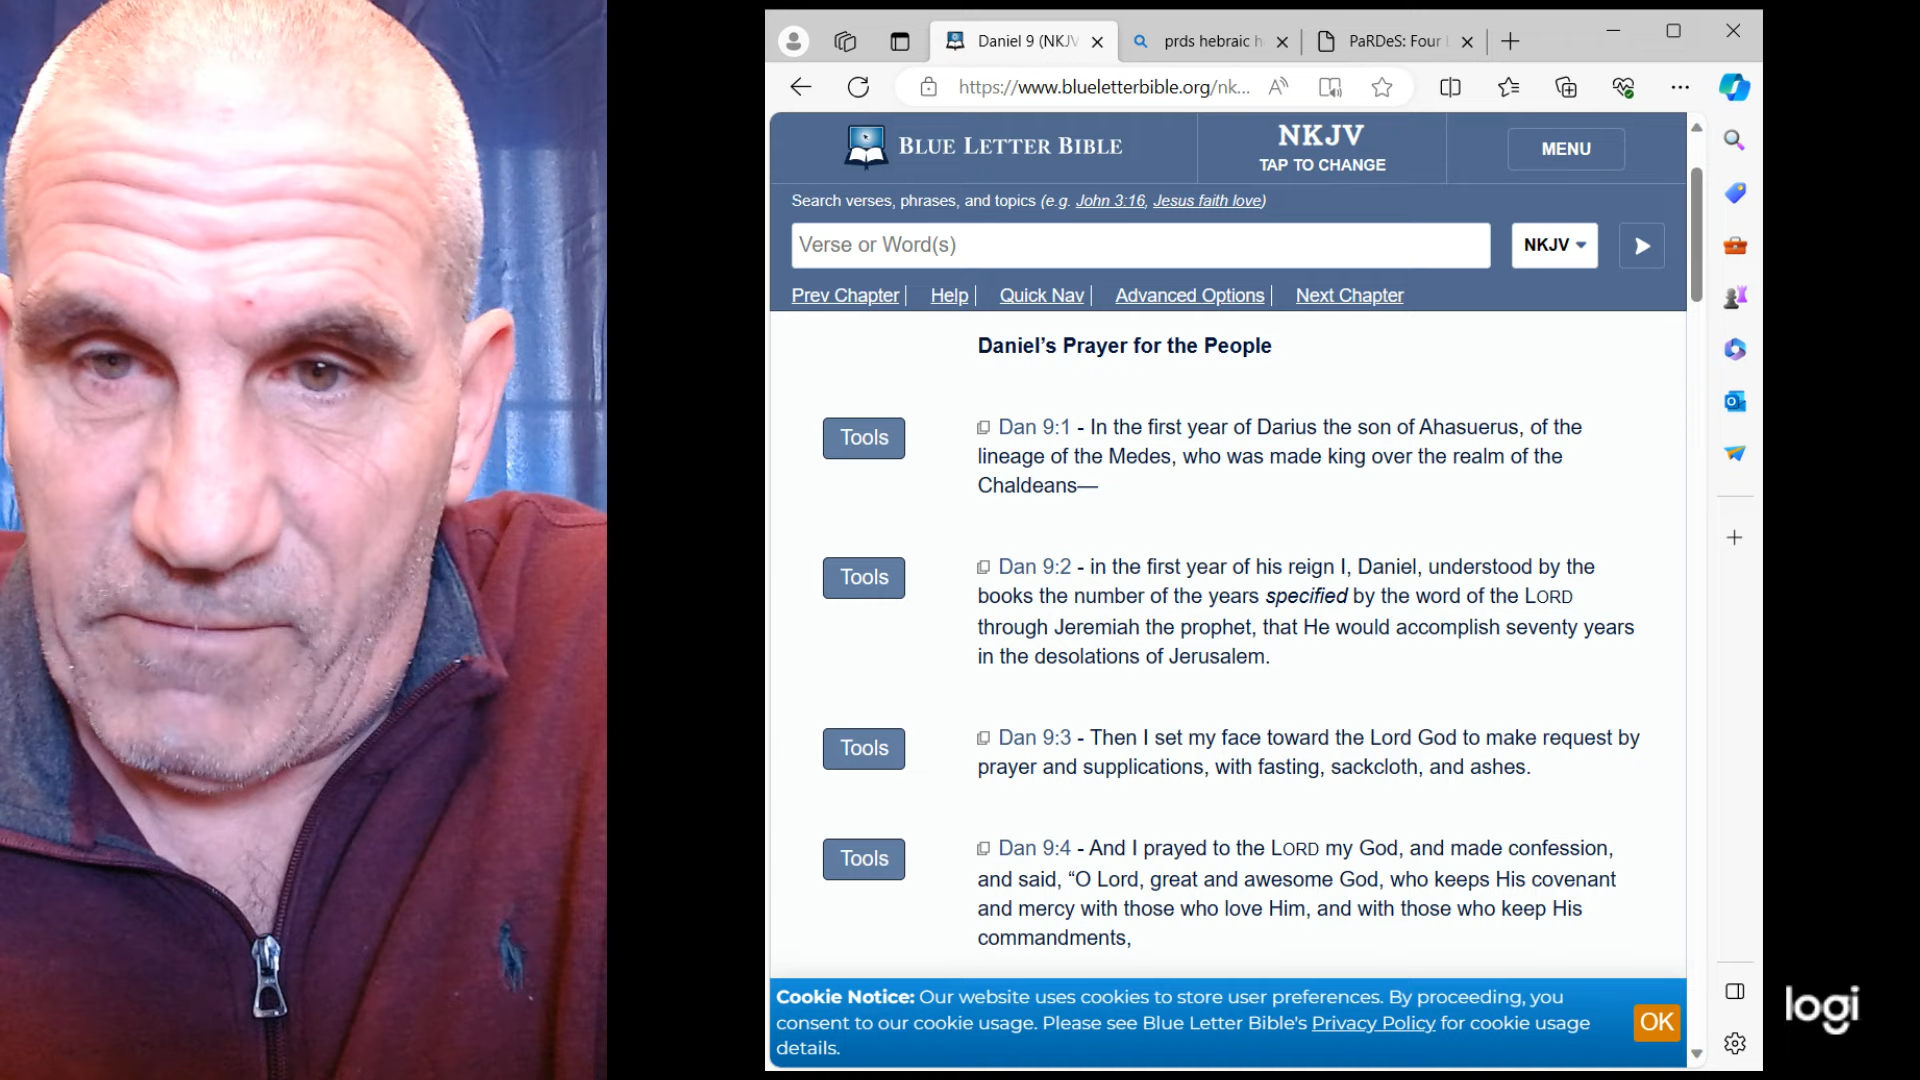 Daniel 9 (NKJV
prds hebraic h
PaRDeS: Four
https://www.blueletterbible.org/nk...
BLUE LETTER BIBLE
NKJV
TAP TO CHANGE
MENU
Search verses, phrases, and topics (e.g. John 3:16, Jesus faith love)
Verse or Word(s)
NKJV
Prev Chapter | Help | Quick Nav | Advanced Options | Next Chapter
Daniel's Prayer for the People
Tools
Dan 9:1 - In the first year of Darius the son of Ahasuerus, of the
lineage of the Medes, who was made king over the realm of the
Chaldeans—
Tools
Dan 9:2 - in the first year of his reign I, Daniel, understood by the
books the number of the years specified by the word of the LORD
through Jeremiah the prophet, that He would accomplish seventy years
in the desolations of Jerusalem.
Tools
Dan 9:3 - Then I set my face toward the Lord God to make request by
prayer and supplications, with fasting, sackcloth, and ashes.
Tools
Dan 9:4 - And I prayed to the LORD my God, and made confession,
and said, “O Lord, great and awesome God, who keeps His covenant
and mercy with those who love Him, and with those who keep His
commandments,
Cookie Notice: Our website uses cookies to store user preferences. By proceeding, you
consent to our cookie usage. Please see Blue Letter Bible's Privacy Policy for cookie usage
details.
OK
logi